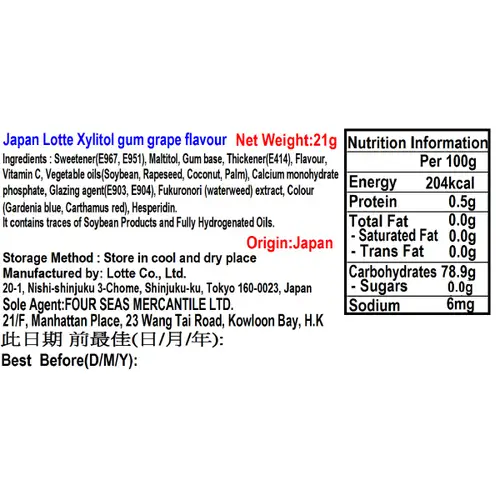 Japan Lotte Xylitol gum grape flavour Net Weight:21g
Ingredients : Sweetener(E967, E951), Maltitol, Gum base, Thickener(E414), Flavour,
Vitamin C, Vegetable oils(Soybean, Rapeseed, Coconut, Palm), Calcium monohydrate
phosphate, Glazing agent(E903, E904), Fukuronori (waterweed) extract, Colour
(Gardenia blue, Carthamus red), Hesperidin.
It contains traces of Soybean Products and Fully Hydrogenated Oils.
Origin:Japan
Storage Method : Store in cool and dry place
Manufactured by: Lotte Co., Ltd.
20-1, Nishi-shinjuku 3-Chome, Shinjuku-ku, Tokyo 160-0023, Japan
Sole Agent:FOUR SEAS MERCANTILE LTD.
21/F, Manhattan Place, 23 Wang Tai Road, Kowloon Bay, H.K
此日期 前最佳(日/月/年):
Best Before(D/M/Y):
Nutrition Information
Per 100g
Energy 204kcal
Protein 0.5g
Total Fat 0.0g
- Saturated Fat 0.0g
- Trans Fat 0.0g
Carbohydrates 78.9g
- Sugars 0.0g
Sodium 6mg